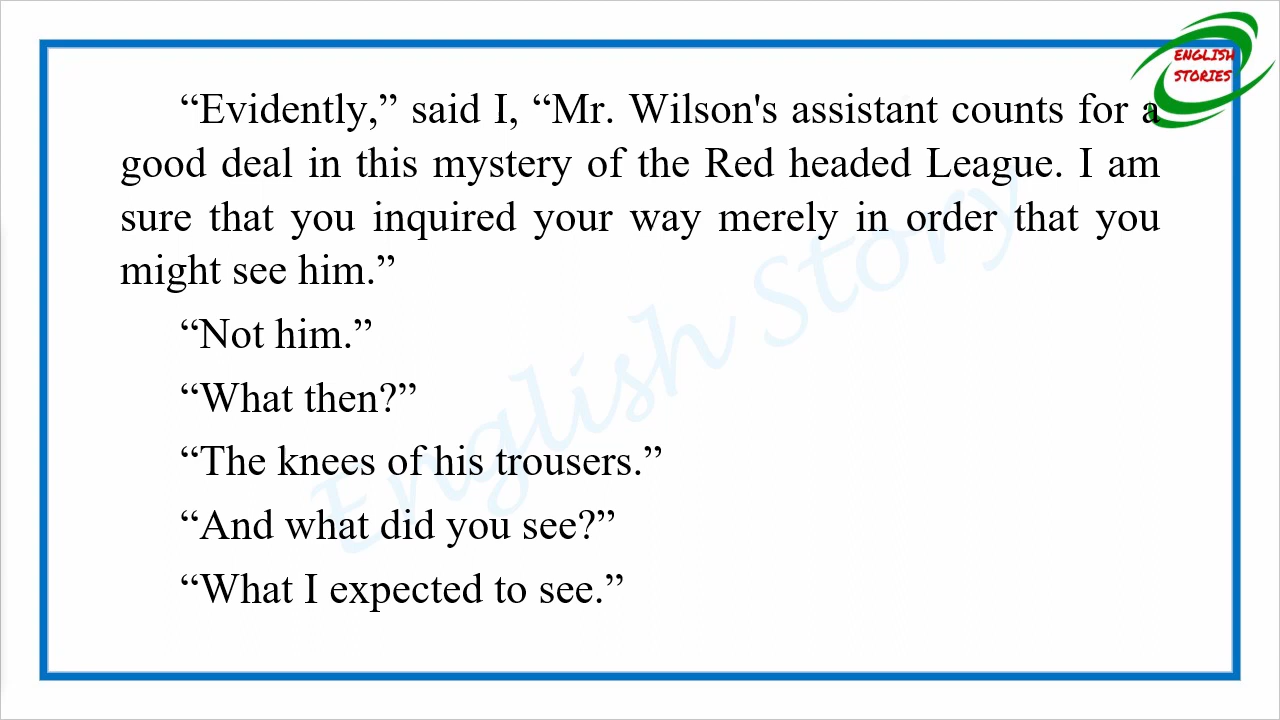 ENGLISH
STORIES
“Evidently,” said I, “Mr. Wilson's assistant counts for a
good deal in this mystery of the Red headed League. I am
sure that you inquired your way merely in order that you
might see him.”
“Not him.”
“What then?”
“The knees of his trousers.”
“And what did you see?”
“What I expected to see.”
English Story